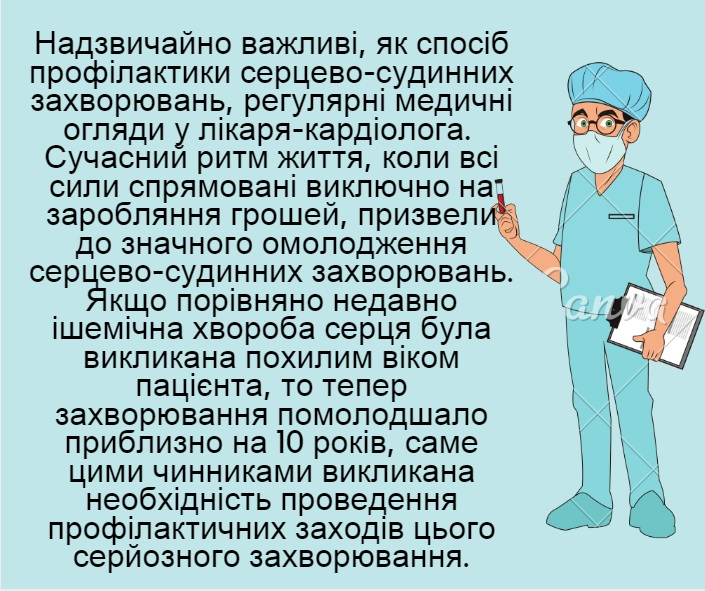 Надзвичайно важливі, як спосіб
профілактики серцево-судинних
захворювань, регулярні медичні
огляди у лікаря-кардіолога.
Сучасний ритм життя, коли всі
сили спрямовані виключно на
заробляння грошей, призвели
до значного омолодження
серцево-судинних захворювань.
Якщо порівняно недавно
ішемічна хвороба серця була
викликана похилим віком
пацієнта, то тепер
захворювання помолодшало
приблизно на 10 років, саме
цими чинниками викликана
необхідність проведення
профілактичних заходів цього
серйозного захворювання.
Canva